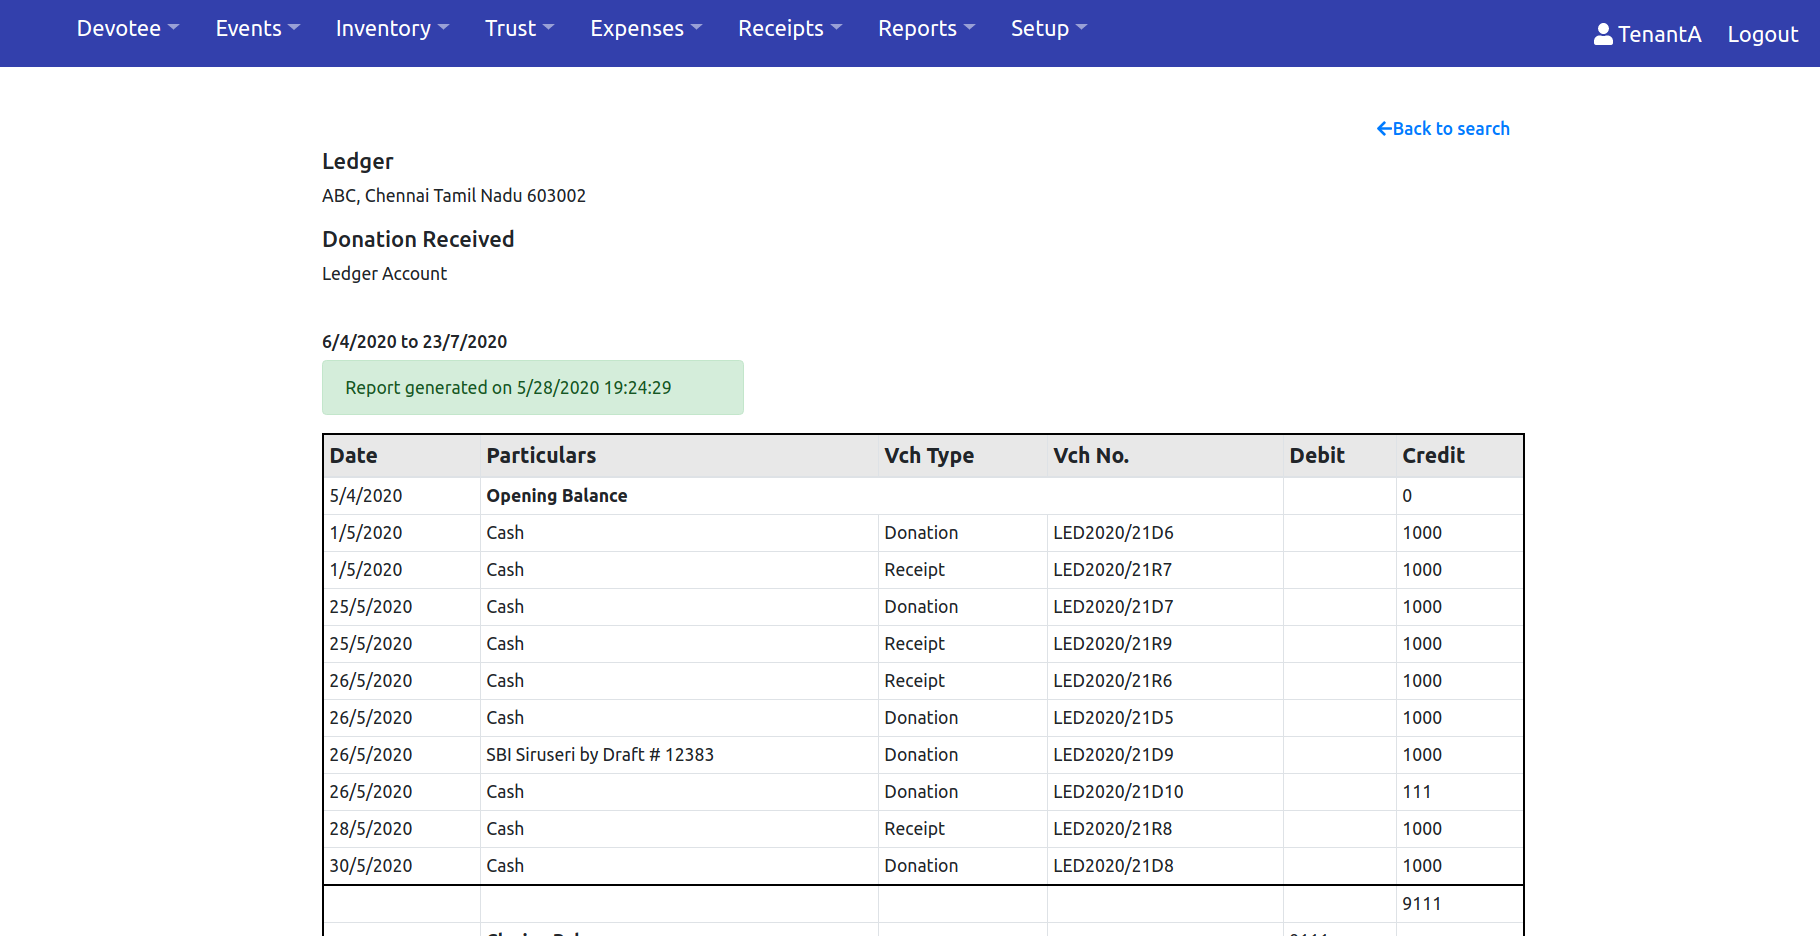 Devotee Events Inventory Trust Expenses Receipts Reports Setup TenantA Logout
Back to search
Ledger
ABC, Chennai Tamil Nadu 603002
Donation Received
Ledger Account
6/4/2020 to 23/7/2020
Report generated on 5/28/2020 19:24:29
Date Particulars Vch Type Vch No. Debit Credit
5/4/2020 Opening Balance 0
1/5/2020 Cash Donation LED2020/21D6 1000
1/5/2020 Cash Receipt LED2020/21R7 1000
25/5/2020 Cash Donation LED2020/21D7 1000
25/5/2020 Cash Receipt LED2020/21R9 1000
26/5/2020 Cash Receipt LED2020/21R6 1000
26/5/2020 Cash Donation LED2020/21D5 1000
26/5/2020 SBI Siruseri by Draft # 12383 Donation LED2020/21D9 1000
26/5/2020 Cash Donation LED2020/21D10 111
28/5/2020 Cash Receipt LED2020/21R8 1000
30/5/2020 Cash Donation LED2020/21D8 1000
9111